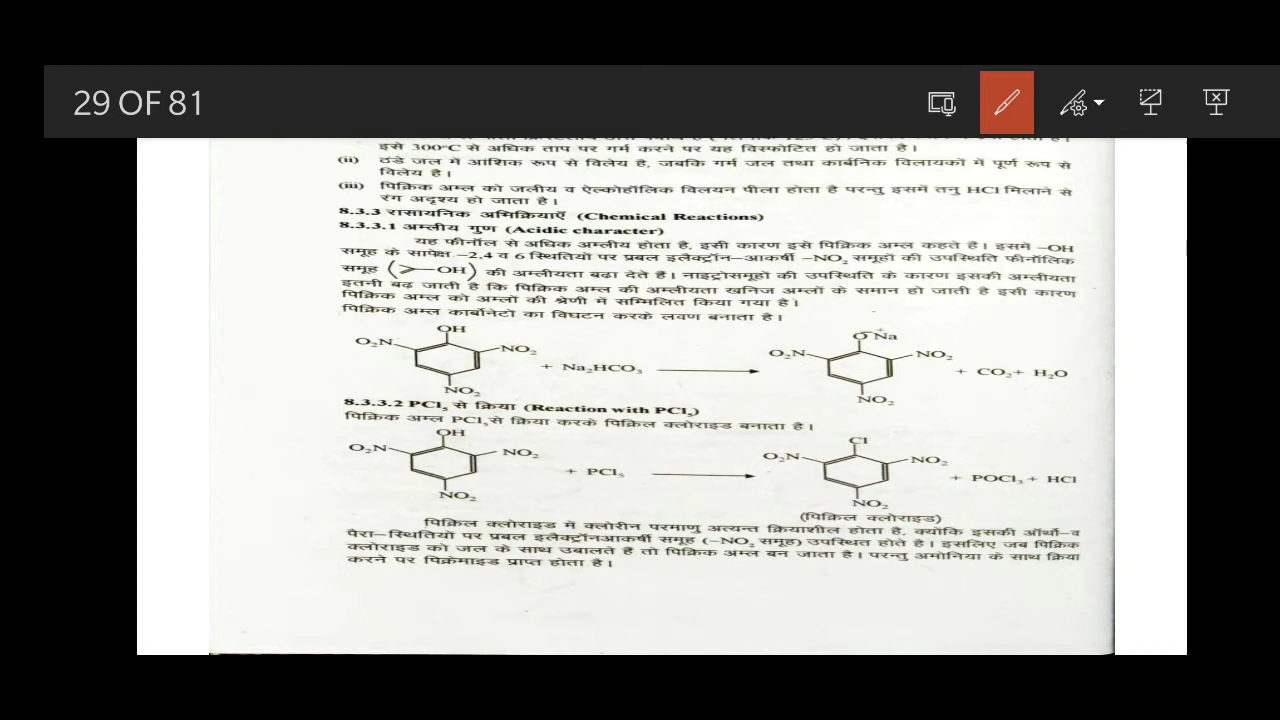 29 OF 81
इसे 300°C से अधिक ताप पर गर्म करने पर यह विस्फोटित हो जाता है।
(ii) ठंडे जल में आंशिक रूप से विलेय है, जबकि गर्म जल तथा कार्बनिक विलायकों में पूर्ण रूप से
विलेय है।
(iii) पिक्रिक अम्ल को जलीय व ऐल्कोहॉलिक विलयन पीला होता है परन्तु इसमें तनु HCl मिलाने से
रंग अदृश्य हो जाता है।
8.3.3 रासायनिक अभिक्रियाएँ (Chemical Reactions)
8.3.3.1 अम्लीय गुण (Acidic character)
यह फीनॉल से अधिक अम्लीय होता है, इसी कारण इसे पिक्रिक अम्ल कहते हैं। इसमें –OH
समूह के सापेक्ष –2,4 व 6 स्थितियों पर प्रबल इलैक्ट्रॉन–आकर्षी –NO₂ समूहों की उपस्थिति फीनॉलिक
समूह ( >—OH) की अम्लीयता बढा देते है। नाइट्रोसमूहों की उपस्थिति के कारण इसकी अम्लीयता
इतनी बढ जाती है कि पिक्रिक अम्ल की अम्लीयता खनिज अम्लों के समान हो जाती है इसी कारण
पिक्रिक अम्ल को अम्लों की श्रेणी में सम्मिलित किया गया है।
पिक्रिक अम्ल कार्बोनेटों का विघटन करके लवण बनाता है।
OH O⁻Na⁺
O₂N NO₂ + Na₂HCO₃ O₂N NO₂ + CO₂+ H₂O
NO₂ NO₂
8.3.3.2 PCl₅ से क्रिया (Reaction with PCl₅)
पिक्रिक अम्ल PCl₅से क्रिया करके पिक्रिल क्लोराइड बनाता है।
OH Cl
O₂N NO₂ + PCl₅ O₂N NO₂ + POCl₃+ HCl
NO₂ NO₂
(पिक्रिल क्लोराइड)
पिक्रिल क्लोराइड में क्लोरीन परमाणु अत्यन्त क्रियाशील होता है, क्योंकि इसकी ऑर्थो–व
पैरा–स्थितियों पर प्रबल इलैक्ट्रॉनआकर्षी समूह (–NO₂ समूह) उपस्थित होते है। इसलिए जब पिक्रिक
क्लोराइड को जल के साथ उबालते हैं तो पिक्रिक अम्ल बन जाता है। परन्तु अमोनिया के साथ क्रिया
करने पर पिक्रेमाइड प्राप्त होता है।